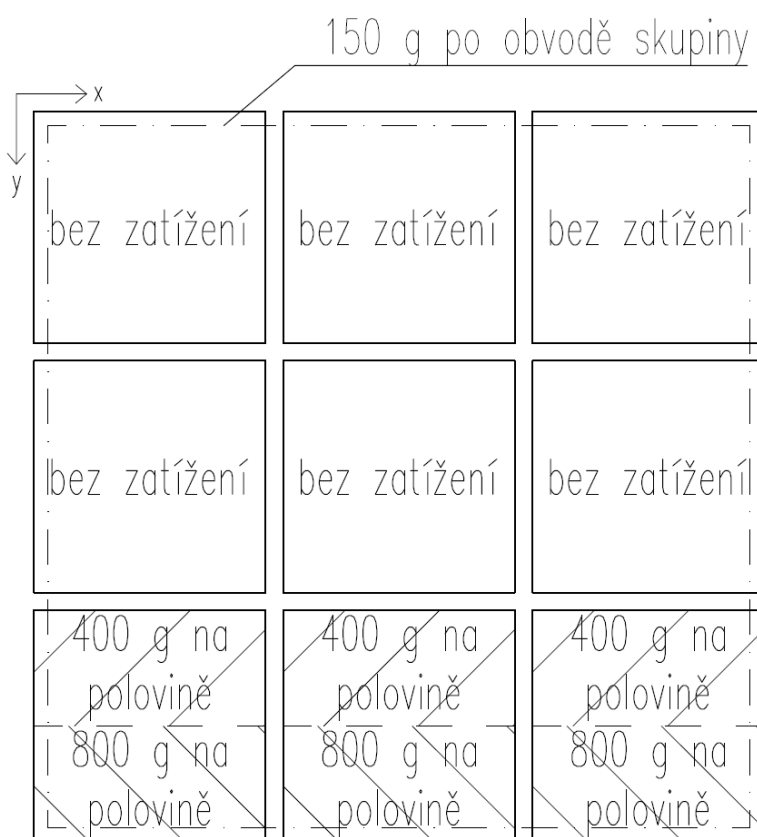 150 g po obvodě skupiny
x
y
bez zatížení bez zatížení bez zatížení
bez zatížení bez zatížení bez zatížení
400 g na 400 g na 400 g na
polovině polovině polovině
800 g na 800 g na 800 g na
polovině polovině polovině